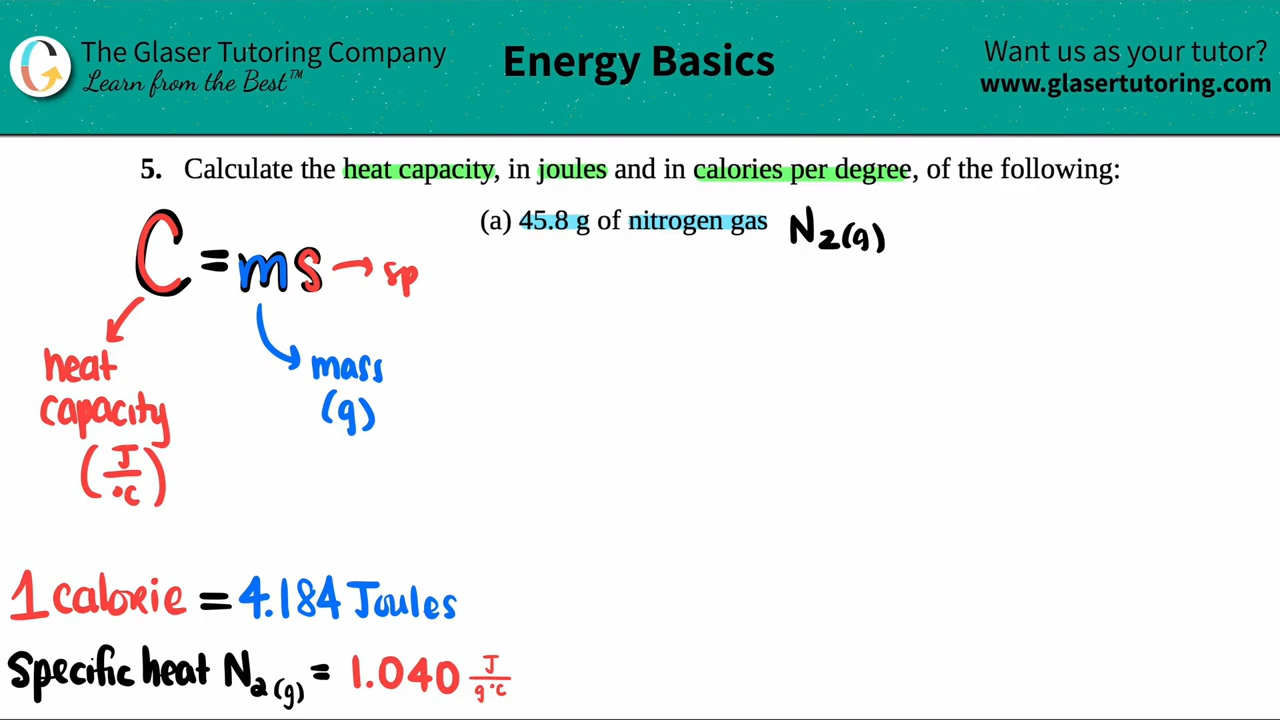 The Glaser Tutoring Company
Learn from the Best™
Energy Basics
Want us as your tutor?
www.glasertutoring.com
5. Calculate the heat capacity, in joules and in calories per degree, of the following:
(a) 45.8 g of nitrogen gas N₂(g)
C = ms → sp
heat capacity (J/°C)
mass (g)
1 calorie = 4.184 Joules
Specific heat N₂(g) = 1.040 J/g°C